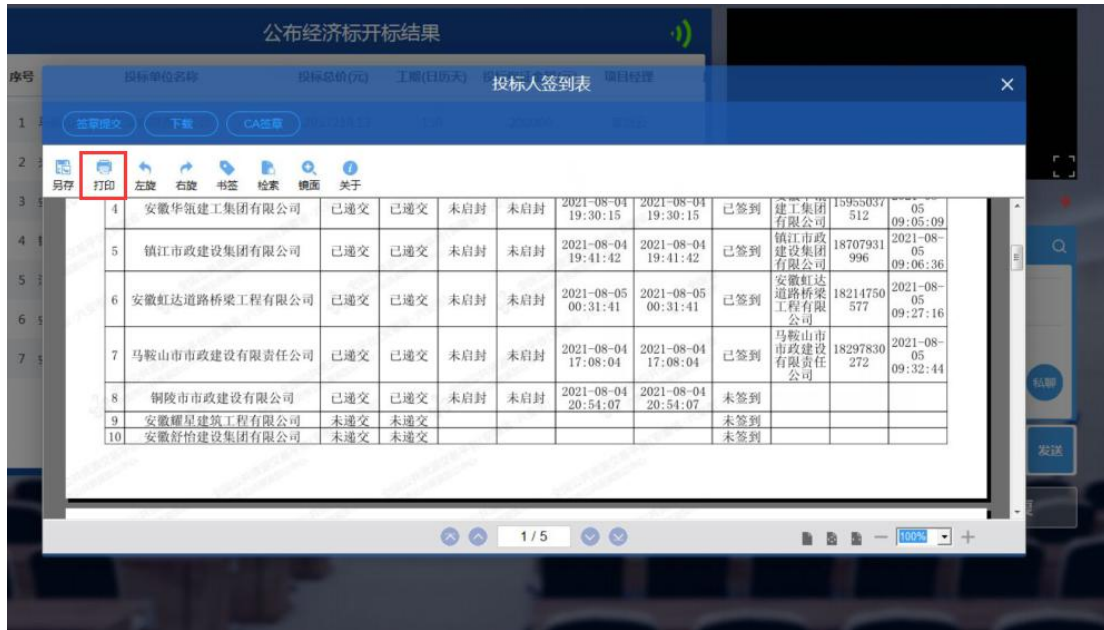 公布经济标开标结果
序号 投标单位名称 投标总价(元) 工期(日历天) 项目经理
投标人签到表
1 签章提交 下载 CA签章
2
另存 打印 左旋 右旋 书签 检索 镜面 关于
3
4 安徽华瓴建工集团有限公司 已递交 已递交 未启封 未启封 2021-08-04 19:30:15 2021-08-04 19:30:15 已签到 建工集团有限公司 15955037512 05 09:05:09
4
5 镇江市政建设集团有限公司 已递交 已递交 未启封 未启封 2021-08-04 19:41:42 2021-08-04 19:41:42 已签到 镇江市政建设集团有限公司 18707931996 2021-08-05 09:06:36
5
6 安徽虹达道路桥梁工程有限公司 已递交 已递交 未启封 未启封 2021-08-05 00:31:41 2021-08-05 00:31:41 已签到 安徽虹达道路桥梁工程有限公司 18214750577 2021-08-05 09:27:16
6
7 马鞍山市市政建设有限责任公司 已递交 已递交 未启封 未启封 2021-08-04 17:08:04 2021-08-04 17:08:04 已签到 马鞍山市市政建设有限责任公司 18297830272 2021-08-05 09:32:44
7
私聊
8 铜陵市市政建设有限公司 已递交 已递交 未启封 未启封 2021-08-04 20:54:07 2021-08-04 20:54:07 未签到
9 安徽耀星建筑工程有限公司 未递交 未递交 未签到
10 安徽舒怡建设集团有限公司 未递交 未递交 未签到
发送
1/5 100%